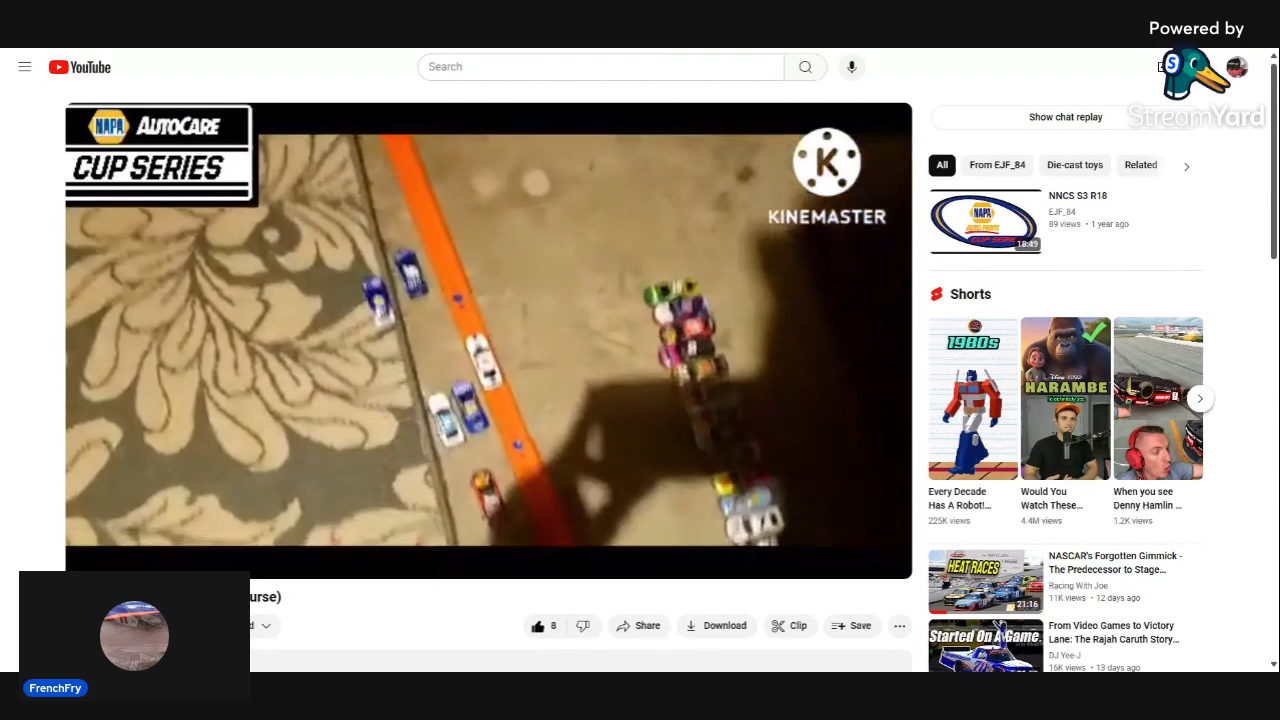 Powered by
YouTube
Search
S
StreamYard
NAPA AUTOCARE
CUP SERIES
K
KINEMASTER
Show chat replay
All
From EJF_84
Die-cast toys
Related
NAPA
AUTO PARTS
CUP SERIES
18:49
NNCS S3 R18
EJF_84
89 views • 1 year ago
Shorts
1980s
HARAMBE
Every Decade
Has A Robot!...
225K views
Would You
Watch These...
4.4M views
When you see
Denny Hamlin ...
1.2K views
urse)
8
Share
Download
Clip
Save
HEAT RACES
21:16
NASCAR's Forgotten Gimmick -
The Predecessor to Stage...
Racing With Joe
11K views • 12 days ago
Started On A Game.
From Video Games to Victory
Lane: The Rajah Caruth Story...
DJ Yee-J
16K views • 13 days ago
FrenchFry